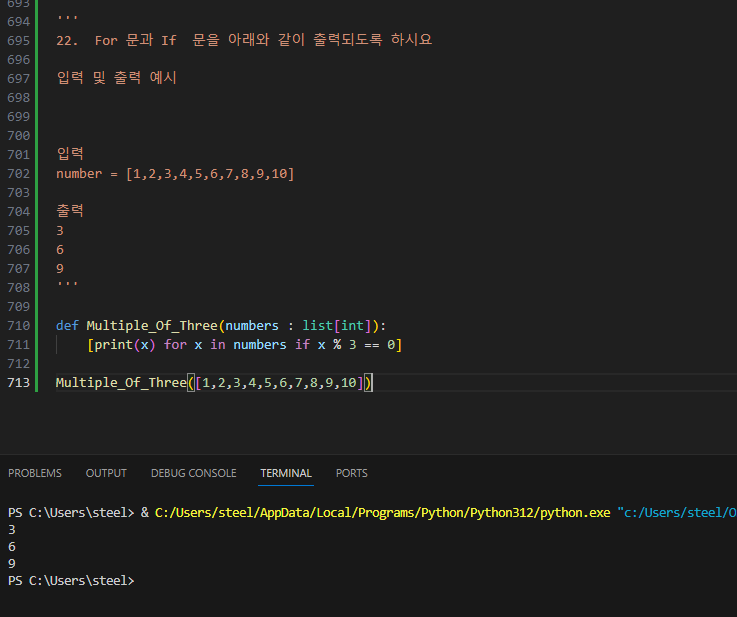 693
694 '''
695 22.  For 문과 If  문을 아래와 같이 출력되도록 하시요
696
697 입력 및 출력 예시
698
699
700
701 입력
702 number = [1,2,3,4,5,6,7,8,9,10]
703
704 출력
705 3
706 6
707 9
708 '''
709
710 def Multiple_Of_Three(numbers : list[int]):
711     [print(x) for x in numbers if x % 3 == 0]
712
713 Multiple_Of_Three([1,2,3,4,5,6,7,8,9,10])
PROBLEMS OUTPUT DEBUG CONSOLE TERMINAL PORTS
PS C:\Users\steel> & C:/Users/steel/AppData/Local/Programs/Python/Python312/python.exe "c:/Users/steel/O
3
6
9
PS C:\Users\steel>